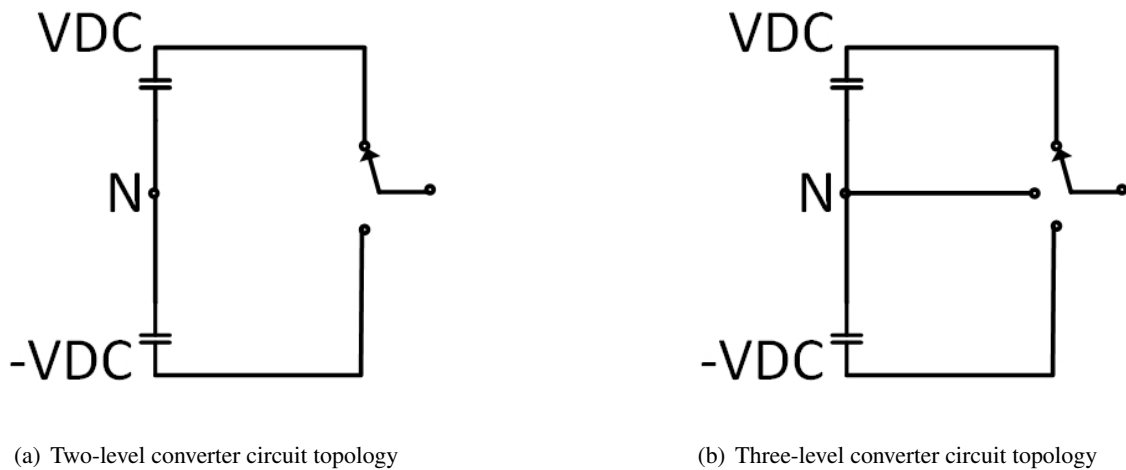 VDC
VDC
N
N
-VDC
-VDC
(a) Two-level converter circuit topology
(b) Three-level converter circuit topology